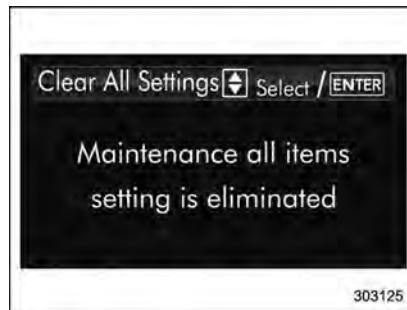 Clear All Settings Select / ENTER
Maintenance all items
setting is eliminated
303125